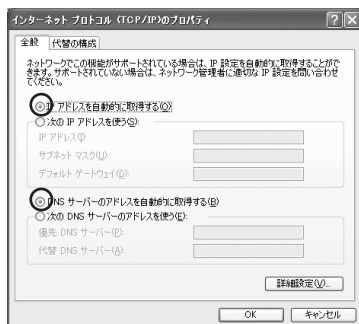 インターネット プロトコル (TCP/IP)のプロパティ
全般 代替の構成
ネットワークでこの機能がサポートされている場合は、IP 設定を自動的に取得することがで
きます。サポートされていない場合は、ネットワーク管理者に適切な IP 設定を問い合わせ
てください。
IP アドレスを自動的に取得する(O)
次の IP アドレスを使う(S):
IP アドレス(I):
サブネット マスク(U):
デフォルト ゲートウェイ(D):
DNS サーバーのアドレスを自動的に取得する(B)
次の DNS サーバーのアドレスを使う(E):
優先 DNS サーバー(P):
代替 DNS サーバー(A):
詳細設定(V)...
OK キャンセル